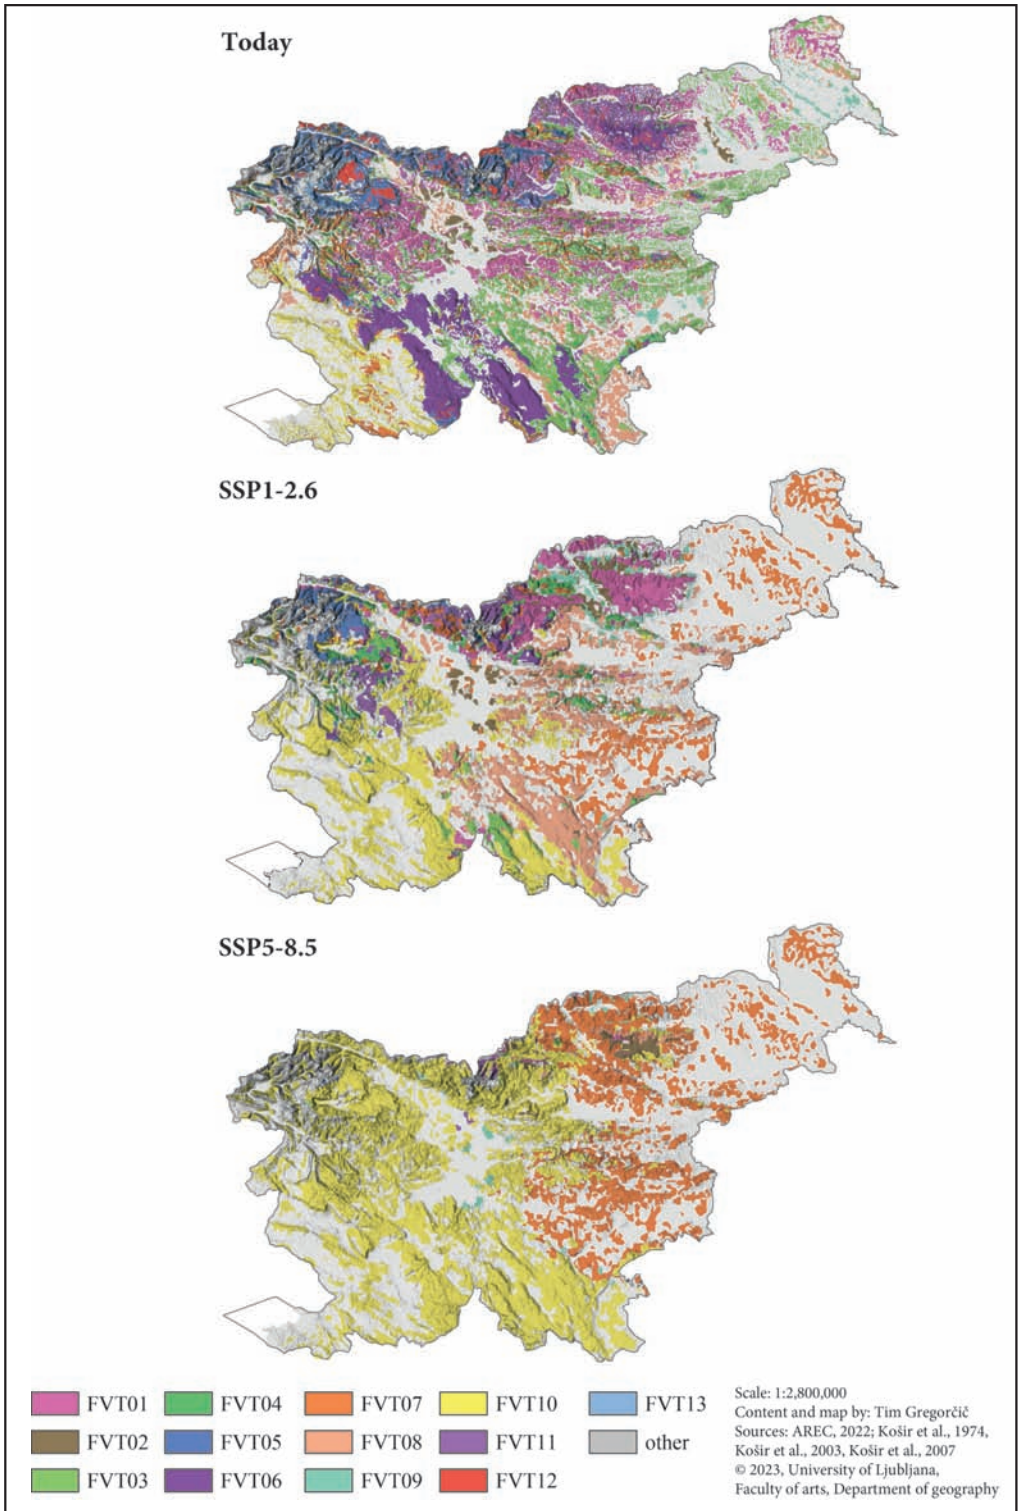 Today
SSP1-2.6
SSP5-8.5
FVT01
FVT04
FVT07
FVT10
FVT13
FVT02
FVT05
FVT08
FVT11
other
FVT03
FVT06
FVT09
FVT12
Scale: 1:2,800,000
Content and map by: Tim Gregorčič
Sources: AREC, 2022; Košir et al., 1974,
Košir et al., 2003, Košir et al., 2007
© 2023, University of Ljubljana,
Faculty of arts, Department of geography